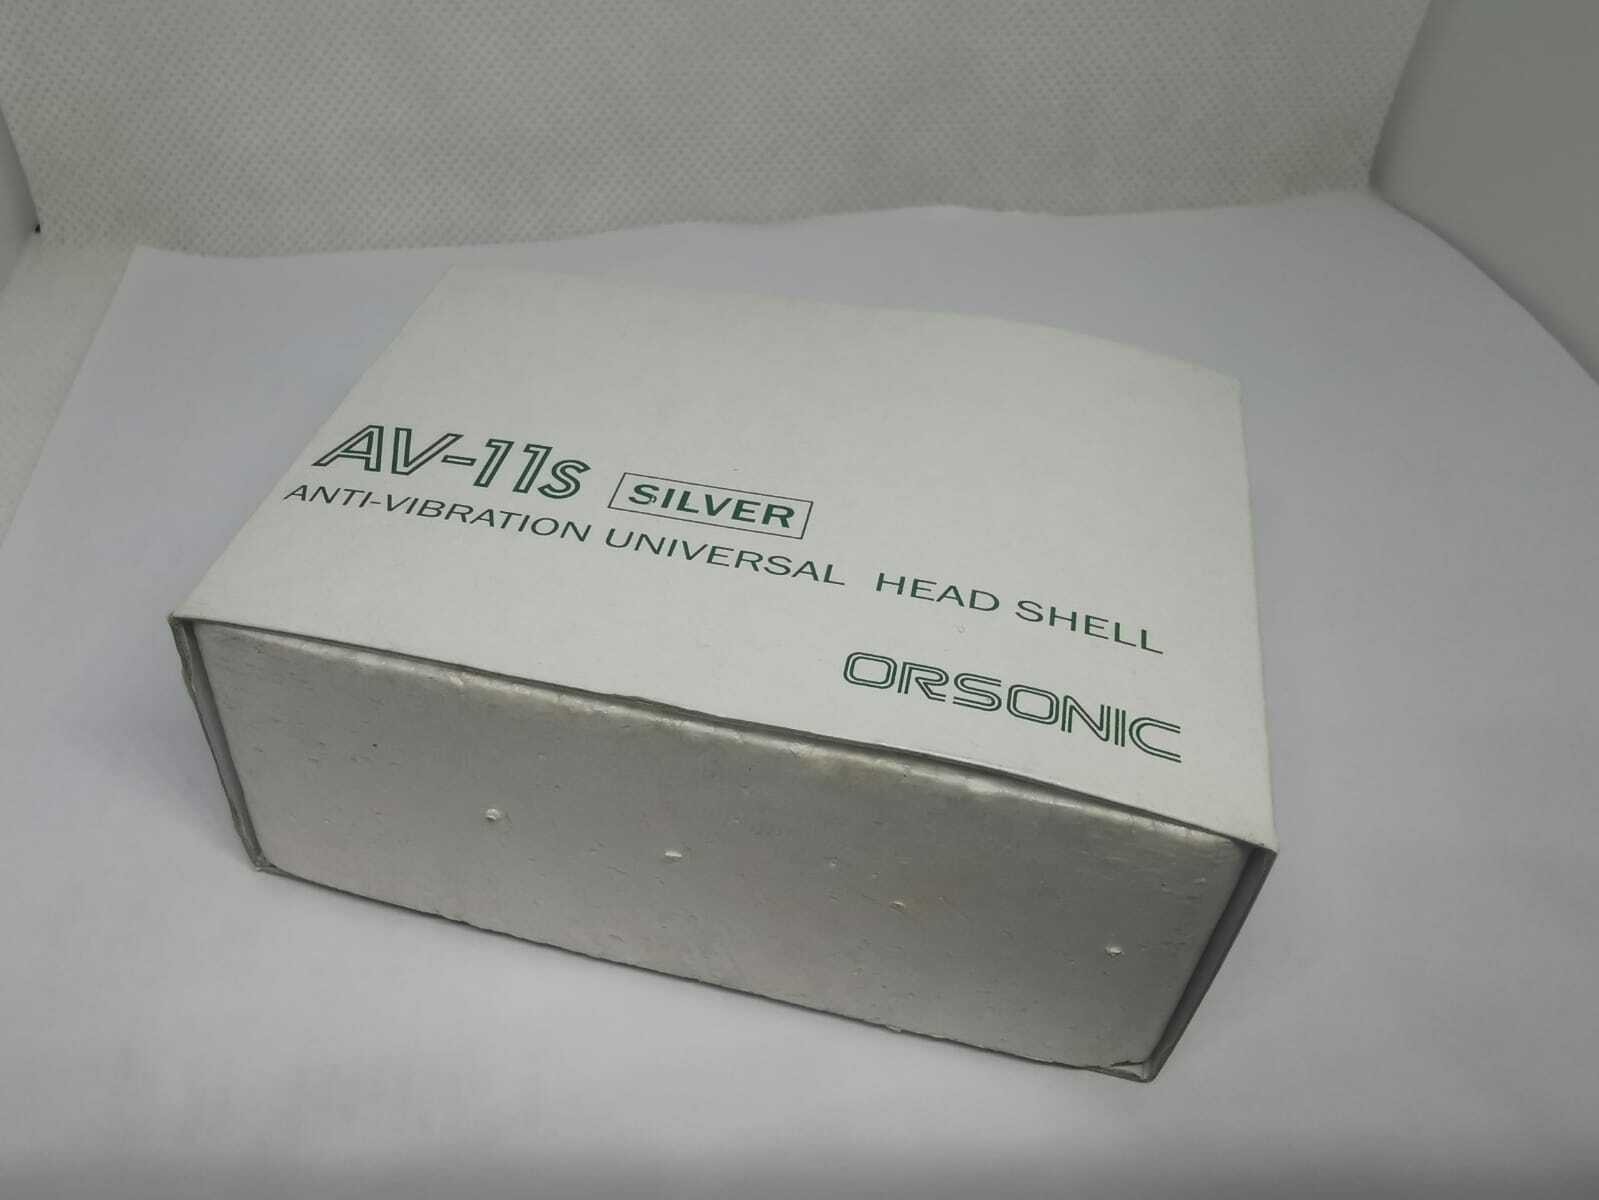 AV-11s SILVER
ANTI-VIBRATION UNIVERSAL HEAD SHELL
ORSONIC